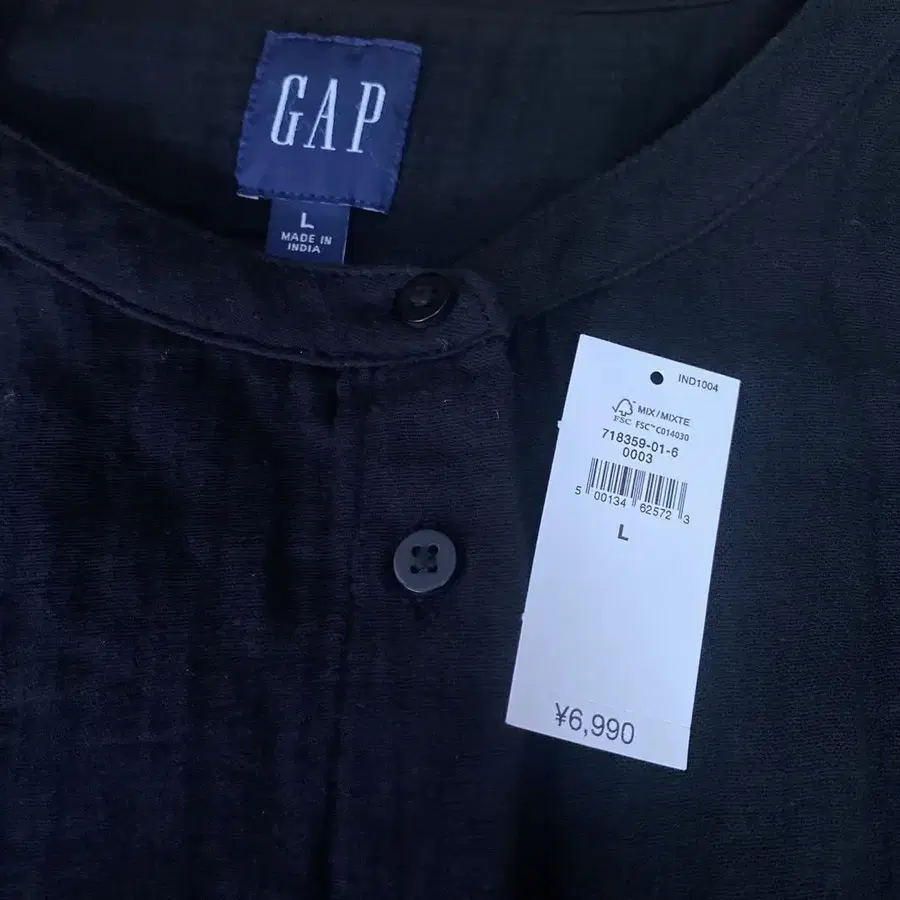 GAP
L
MADE IN
INDIA
IND1004
MIX/MIXTE
FSC FSC™ C014030
718359-01-6
0003
5 00134 62572 3
L
¥6,990